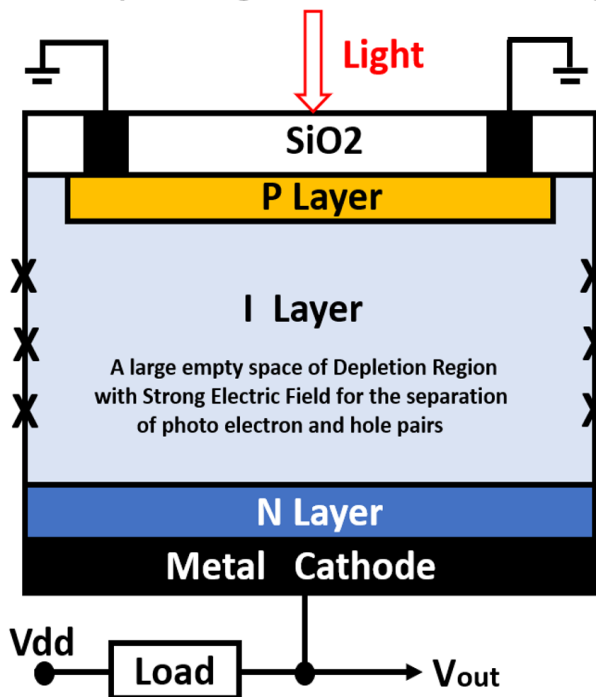 Light
SiO2
P Layer
I Layer
A large empty space of Depletion Region
with Strong Electric Field for the separation
of photo electron and hole pairs
N Layer
Metal Cathode
Vdd
Load
Vout